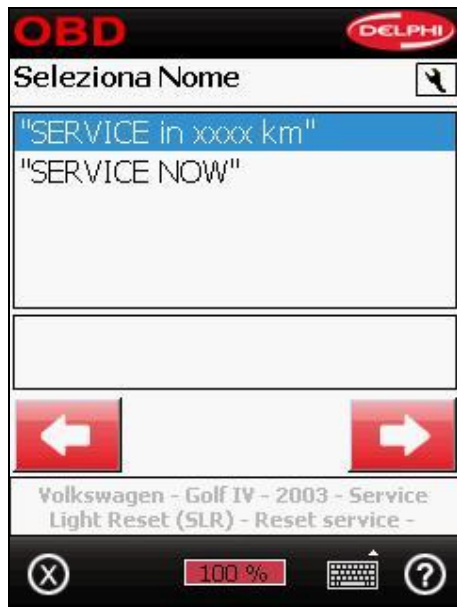 OBD
DELPHI
Seleziona Nome
"SERVICE in xxxx km"
"SERVICE NOW"
Volkswagen - Golf IV - 2003 - Service
Light Reset (SLR) - Reset service -
100 %
?